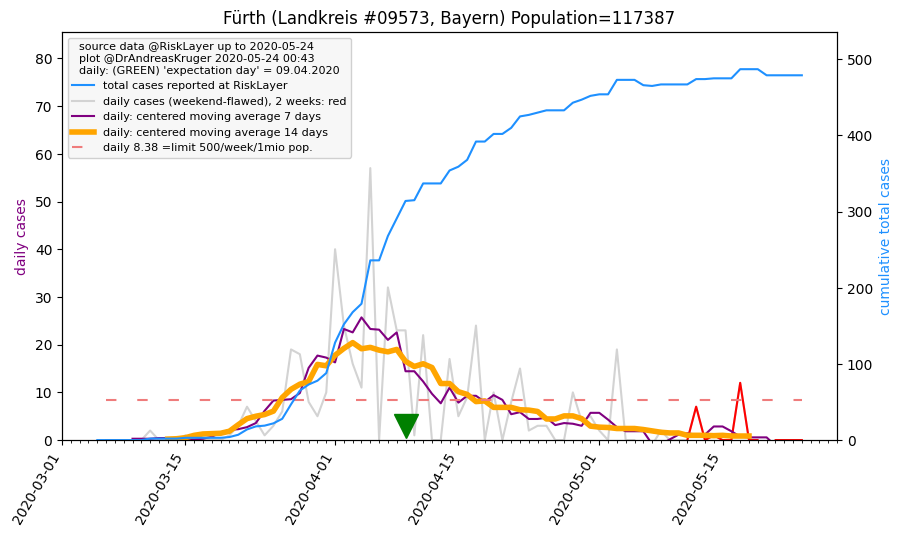 Fürth (Landkreis #09573, Bayern) Population=117387
source data @RiskLayer up to 2020-05-24
plot @DrAndreasKruger 2020-05-24 00:43
daily: (GREEN) 'expectation day' = 09.04.2020
total cases reported at RiskLayer
daily cases (weekend-flawed), 2 weeks: red
daily: centered moving average 7 days
daily: centered moving average 14 days
daily 8.38 =limit 500/week/1mio pop.
daily cases
80
70
60
50
40
30
20
10
0
cumulative total cases
500
400
300
200
100
0
2020-03-01
2020-03-15
2020-04-01
2020-04-15
2020-05-01
2020-05-15